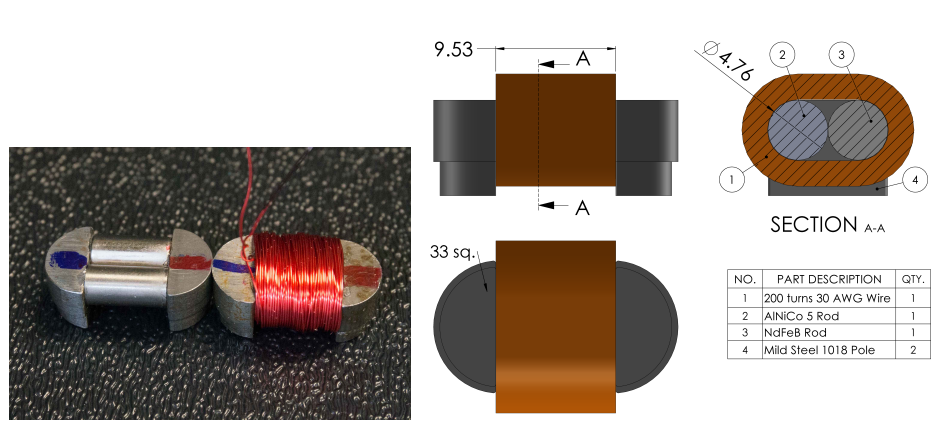 9.53
A
A
33 sq.
⌀ 4.76
2
3
1
4
SECTION A-A
NO. PART DESCRIPTION QTY.
1 200 turns 30 AWG Wire 1
2 AlNiCo 5 Rod 1
3 NdFeB Rod 1
4 Mild Steel 1018 Pole 2